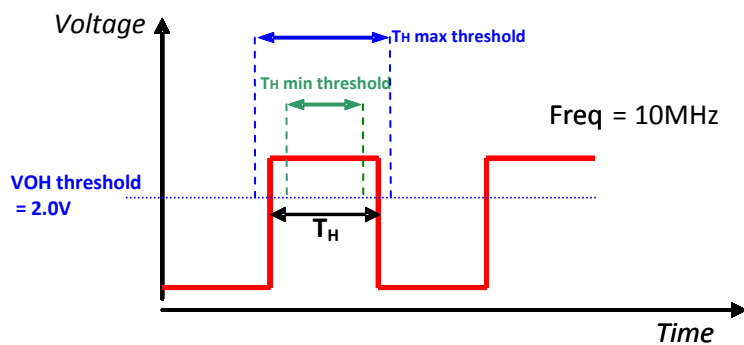 Voltage
TH max threshold
TH min threshold
Freq = 10MHz
VOH threshold
= 2.0V
TH
Time